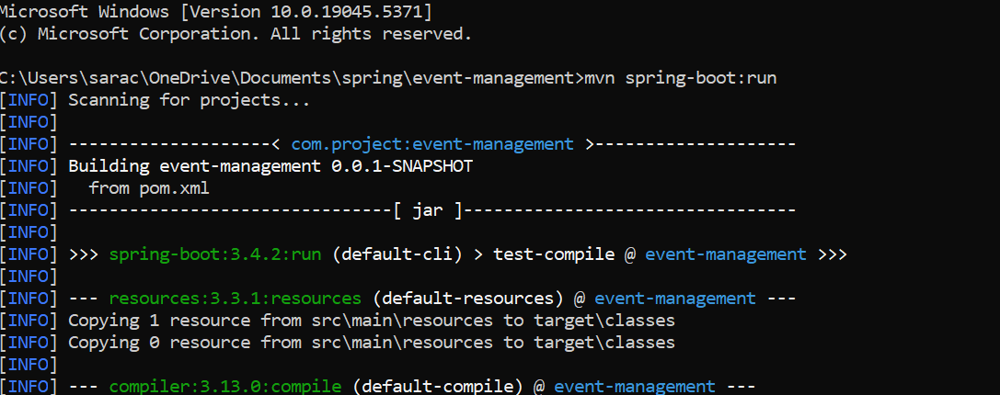 Microsoft Windows [Version 10.0.19045.5371]
(c) Microsoft Corporation. All rights reserved.
C:\Users\sarac\OneDrive\Documents\spring\event-management>mvn spring-boot:run
[INFO] Scanning for projects...
[INFO]
[INFO] --------------------< com.project:event-management >--------------------
[INFO] Building event-management 0.0.1-SNAPSHOT
[INFO]   from pom.xml
[INFO] --------------------------------[ jar ]---------------------------------
[INFO]
[INFO] >>> spring-boot:3.4.2:run (default-cli) > test-compile @ event-management >>>
[INFO]
[INFO] --- resources:3.3.1:resources (default-resources) @ event-management ---
[INFO] Copying 1 resource from src\main\resources to target\classes
[INFO] Copying 0 resource from src\main\resources to target\classes
[INFO]
[INFO] --- compiler:3.13.0:compile (default-compile) @ event-management ---